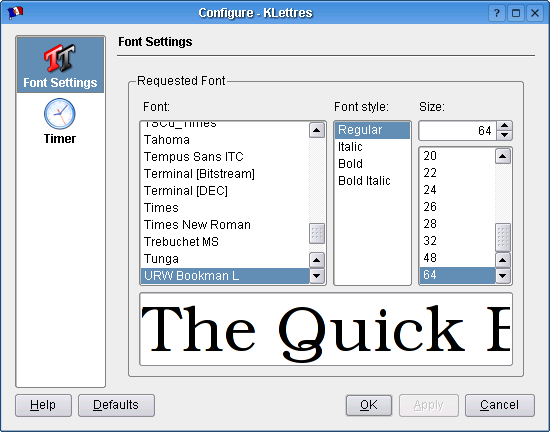 Configure - KLettres
Font Settings
Timer
Font Settings
Requested Font
Font:
TSCu_Times
Tahoma
Tempus Sans ITC
Terminal [Bitstream]
Terminal [DEC]
Times
Times New Roman
Trebuchet MS
Tunga
URW Bookman L
Font style:
Regular
Italic
Bold
Bold Italic
Size:
64
20
22
24
26
28
32
48
64
The Quick B
Help
Defaults
OK
Apply
Cancel